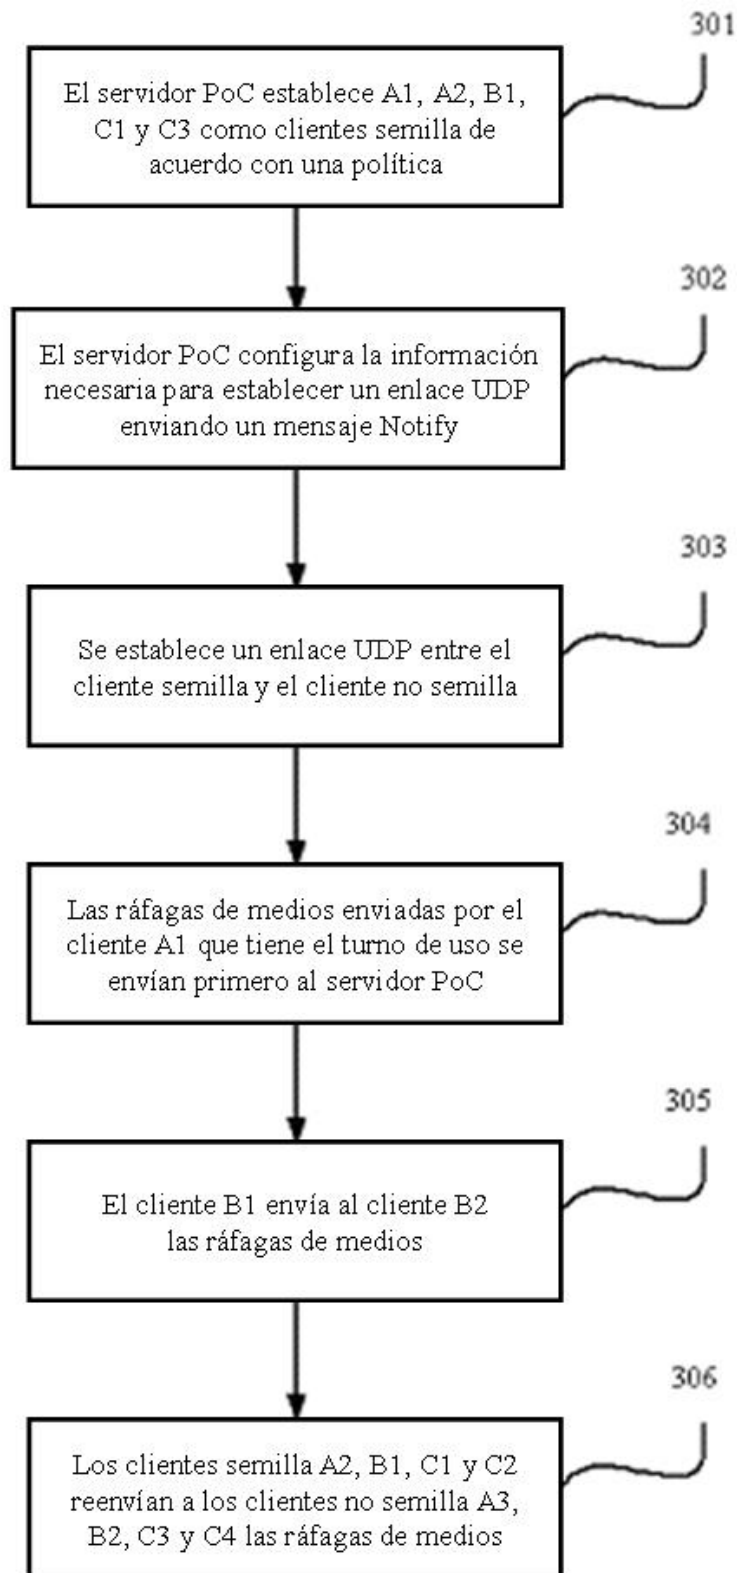 301
El servidor PoC establece A1, A2, B1,
C1 y C3 como clientes semilla de
acuerdo con una política
302
El servidor PoC configura la información
necesaria para establecer un enlace UDP
enviando un mensaje Notify
303
Se establece un enlace UDP entre el
cliente semilla y el cliente no semilla
304
Las ráfagas de medios enviadas por el
cliente A1 que tiene el turno de uso se
envían primero al servidor PoC
305
El cliente B1 envía al cliente B2
las ráfagas de medios
306
Los clientes semilla A2, B1, C1 y C2
reenvían a los clientes no semilla A3,
B2, C3 y C4 las ráfagas de medios